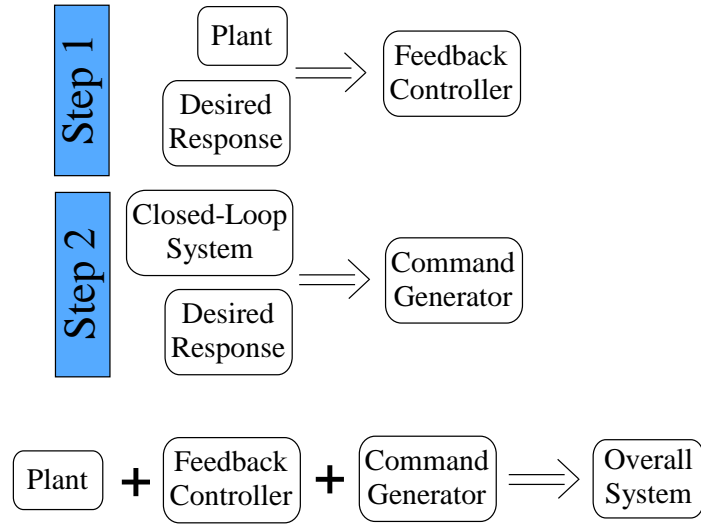 Step 1
Plant
Desired
Response
Feedback
Controller
Step 2
Closed-Loop
System
Desired
Response
Command
Generator
Plant
+
Feedback
Controller
+
Command
Generator
Overall
System